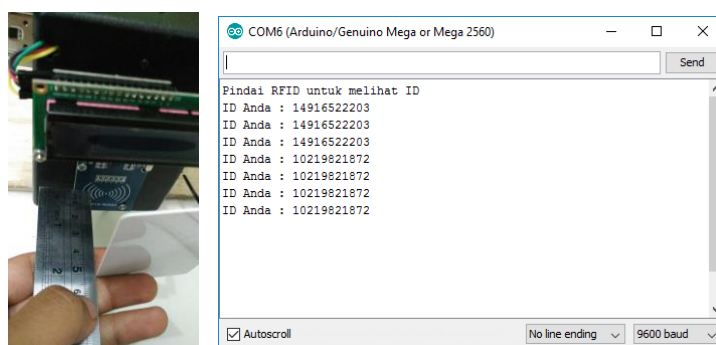 COM6 (Arduino/Genuino Mega or Mega 2560)
Send
Pindai RFID untuk melihat ID
ID Anda : 14916522203
ID Anda : 14916522203
ID Anda : 14916522203
ID Anda : 10219821872
ID Anda : 10219821872
ID Anda : 10219821872
ID Anda : 10219821872
Autoscroll
No line ending
9600 baud